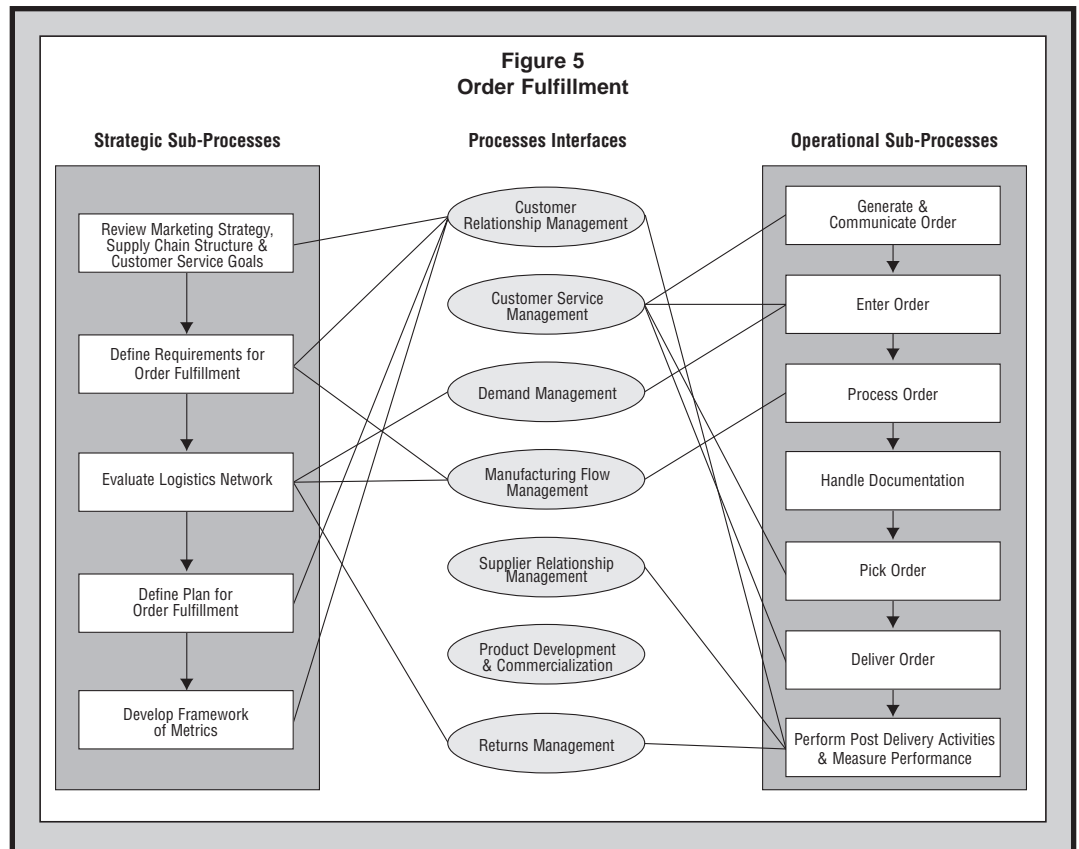 Figure 5
Order Fulfillment
Strategic Sub-Processes
Review Marketing Strategy,
Supply Chain Structure &
Customer Service Goals
Define Requirements for
Order Fulfillment
Evaluate Logistics Network
Define Plan for
Order Fulfillment
Develop Framework
of Metrics
Processes Interfaces
Customer
Relationship Management
Customer Service
Management
Demand Management
Manufacturing Flow
Management
Supplier Relationship
Management
Product Development
& Commercialization
Returns Management
Operational Sub-Processes
Generate &
Communicate Order
Enter Order
Process Order
Handle Documentation
Pick Order
Deliver Order
Perform Post Delivery Activities
& Measure Performance